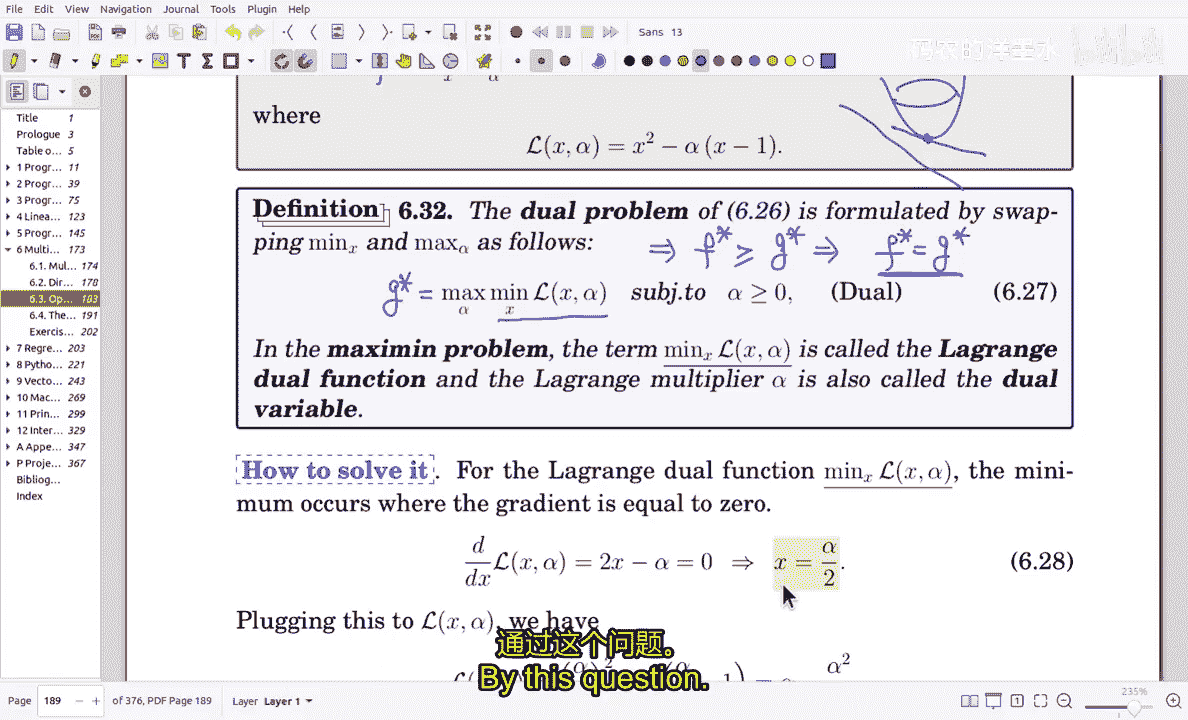 File Edit View Navigation Journal Tools Plugin Help
Sans 13
Title 1
Prologue 3
Table o... 5
1 Progr... 11
2 Progr... 39
3 Progr... 75
4 Linea... 123
5 Progr... 145
6 Multi... 173
6.1. Mul... 174
6.2. Dir... 178
6.3. Op... 183
6.4. The... 191
Exercis... 202
7 Regre... 203
8 Pytho... 221
9 Vecto... 243
10 Mac... 269
11 Prin... 299
12 Inter... 329
A Appe... 347
P Proje... 367
Bibliog...
Index
where
ℒ(x, α) = x² − α (x − 1).
Definition 6.32. The dual problem of (6.26) is formulated by swap-
ping minₓ and max_α as follows: ⇒ f* ≥ g* ⇒ f* = g*
g* = max_α min_x ℒ(x, α) subj.to α ≥ 0, (Dual) (6.27)
In the maximin problem, the term minₓ ℒ(x, α) is called the Lagrange
dual function and the Lagrange multiplier α is also called the dual
variable.
How to solve it. For the Lagrange dual function minₓ ℒ(x, α), the mini-
mum occurs where the gradient is equal to zero.
d/dx ℒ(x, α) = 2x − α = 0 ⇒ x = α/2. (6.28)
Plugging this to ℒ(x, α), we have
通过这个问题。
By this question.
Page 189 − + of 376, PDF Page 189 Layer Layer 1 235%